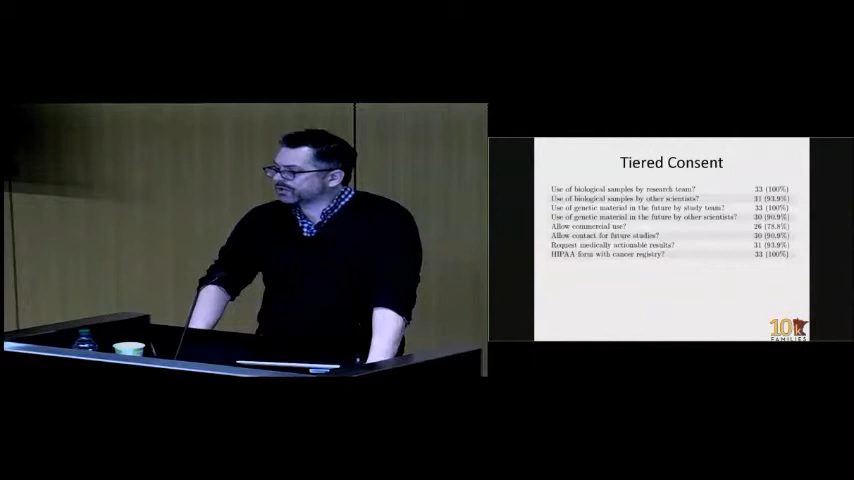 Tiered Consent
Use of biological samples by research team? 33 (100%)
Use of biological samples by other scientists? 31 (93.9%)
Use of genetic material in the future by study team? 33 (100%)
Use of genetic material in the future by other scientists? 30 (90.9%)
Allow commercial use? 26 (78.8%)
Allow contact for future studies? 30 (90.9%)
Request medically actionable results? 31 (93.9%)
HIPAA form with cancer registry? 33 (100%)
10K
FAMILIES